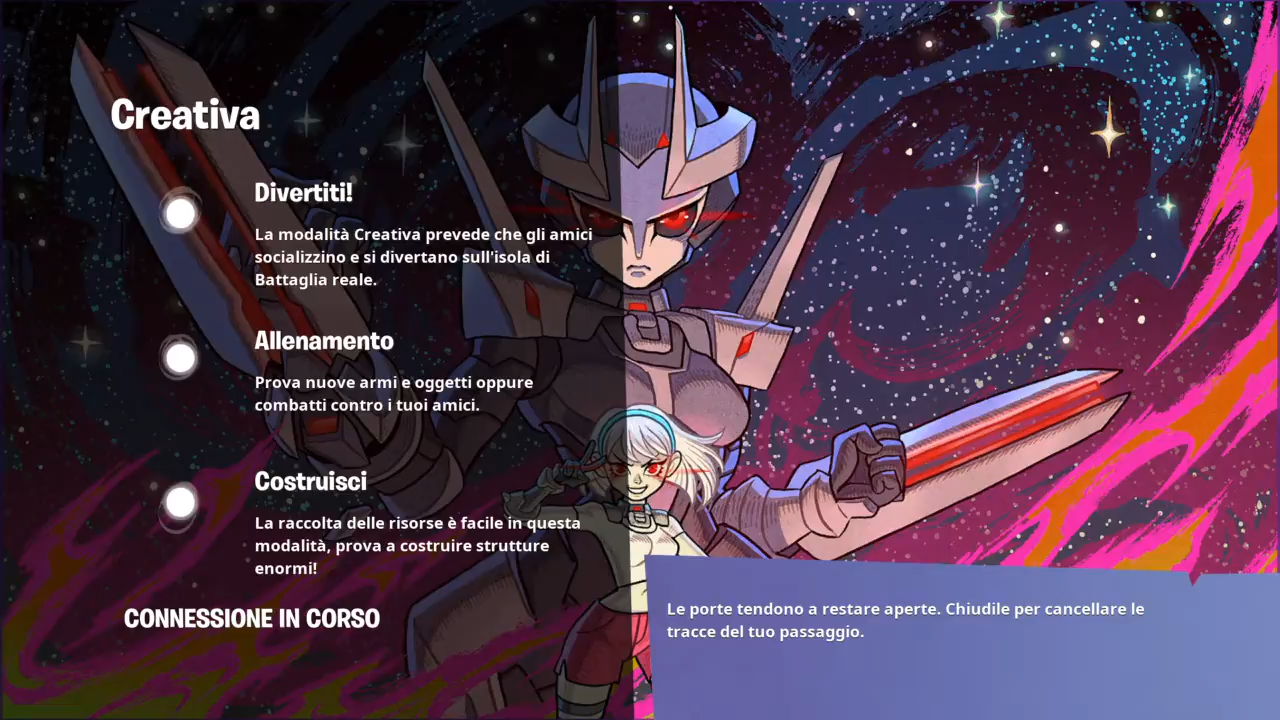 Creativa
Divertiti!
La modalità Creativa prevede che gli amici
socializzino e si divertano sull'isola di
Battaglia reale.
Allenamento
Prova nuove armi e oggetti oppure
combatti contro i tuoi amici.
Costruisci
La raccolta delle risorse è facile in questa
modalità, prova a costruire strutture
enormi!
CONNESSIONE IN CORSO
Le porte tendono a restare aperte. Chiudile per cancellare le
tracce del tuo passaggio.